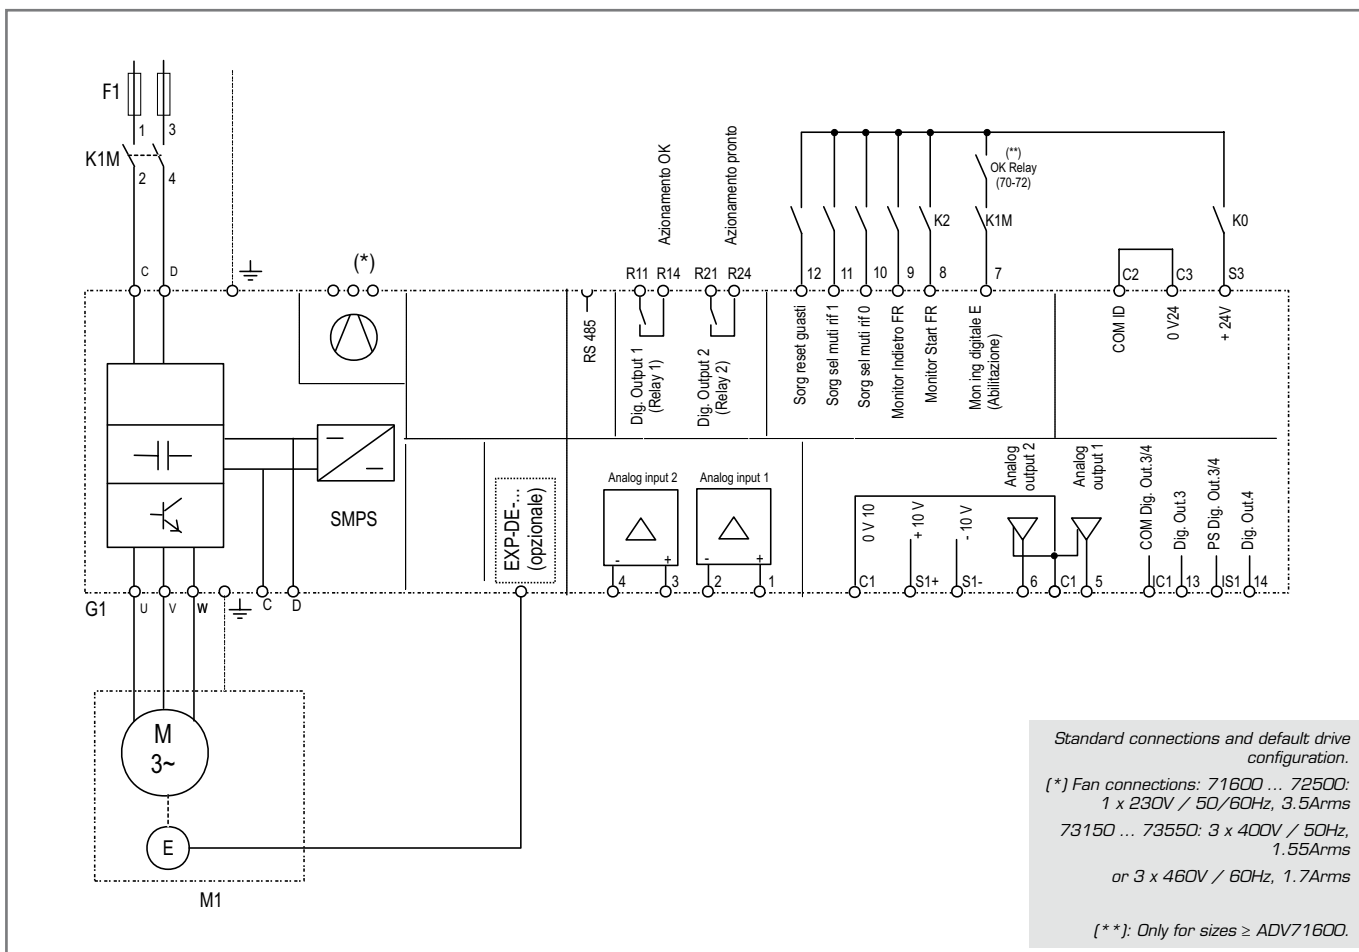 F1
1 3
K1M
2 4
C D
(*)
RS 485
Azionamento OK
Azionamento pronto
R11 R14 R21 R24
Dig. Output 1
(Relay 1)
Dig. Output 2
(Relay 2)
(**)
OK Relay
(70-72)
K2
K1M
K0
12 11 10 9 8 7
C2 C3 S3
Sorg reset guasti
Sorg sel muti rif 1
Sorg sel muti rif 0
Monitor Indietro FR
Monitor Start FR
Mon ing digitale E
(Abilitazione)
COM ID
0 V24
+ 24V
SMPS
EXP-DE-...
(opzionale)
Analog input 2
- +
4 3
Analog input 1
- +
2 1
0 V 10
+ 10 V
- 10 V
Analog
output 2
Analog
output 1
COM Dig. Out.3/4
Dig. Out.3
PS Dig. Out.3/4
Dig. Out.4
C1 S1+ S1- 6 C1 5 IC1 13 IS1 14
G1 U V W C D
M
3~
E
M1
Standard connections and default drive
configuration.
(*) Fan connections: 71600 ... 72500:
1 x 230V / 50/60Hz, 3.5Arms
73150 ... 73550: 3 x 400V / 50Hz,
1.55Arms
or 3 x 460V / 60Hz, 1.7Arms
(**): Only for sizes ≥ ADV71600.